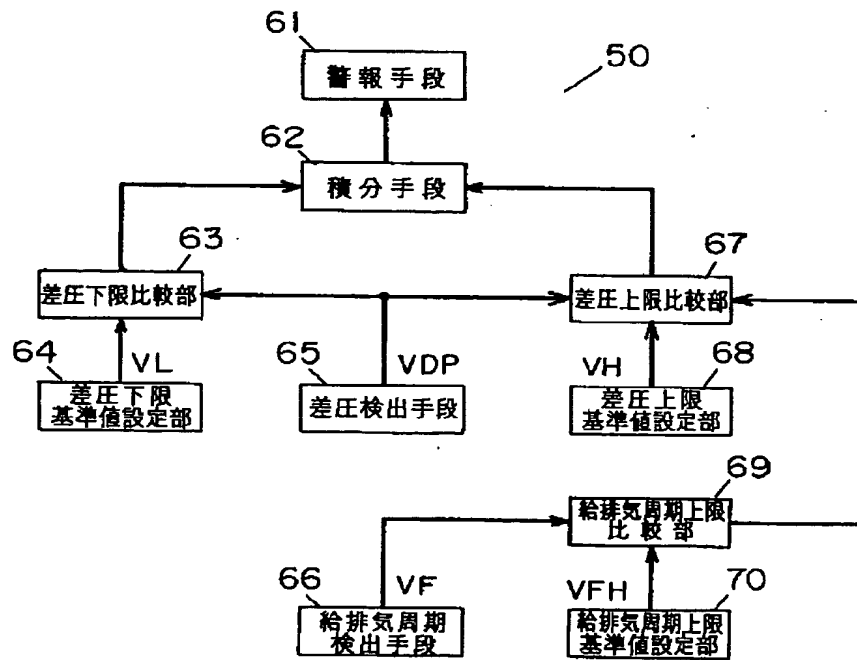 61
警報手段
50
62
積分手段
63
差圧下限比較部
67
差圧上限比較部
64
VL
65
VDP
VH
68
差圧下限
基準値設定部
差圧検出手段
差圧上限
基準値設定部
69
給排気周期上限
比較部
66
VF
VFH
70
給排気周期
検出手段
給排気周期上限
基準値設定部